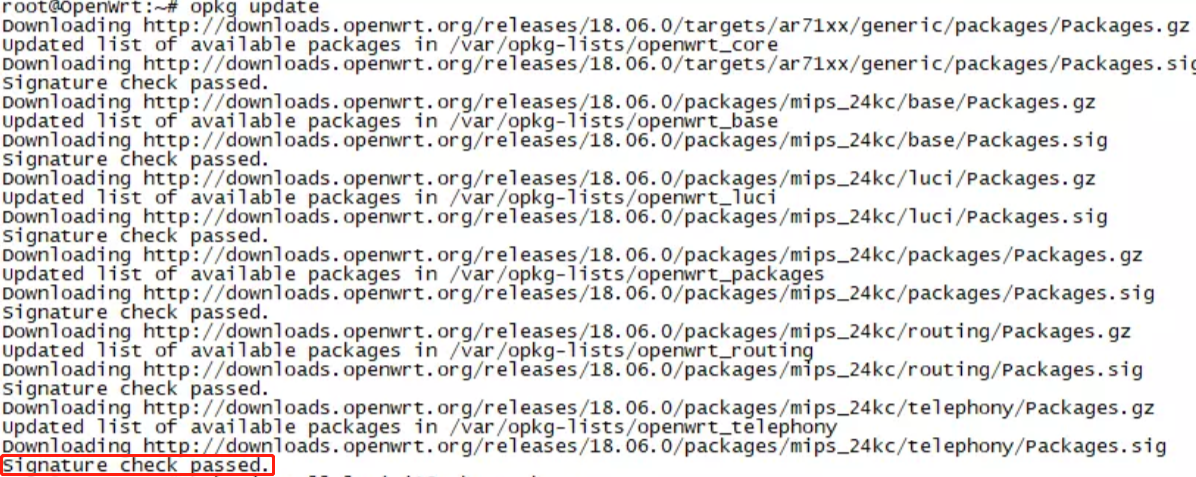 root@OpenWrt:~# opkg update
Downloading http://downloads.openwrt.org/releases/18.06.0/targets/ar71xx/generic/packages/Packages.gz
Updated list of available packages in /var/opkg-lists/openwrt_core
Downloading http://downloads.openwrt.org/releases/18.06.0/targets/ar71xx/generic/packages/Packages.sig
Signature check passed.
Downloading http://downloads.openwrt.org/releases/18.06.0/packages/mips_24kc/base/Packages.gz
Updated list of available packages in /var/opkg-lists/openwrt_base
Downloading http://downloads.openwrt.org/releases/18.06.0/packages/mips_24kc/base/Packages.sig
Signature check passed.
Downloading http://downloads.openwrt.org/releases/18.06.0/packages/mips_24kc/luci/Packages.gz
Updated list of available packages in /var/opkg-lists/openwrt_luci
Downloading http://downloads.openwrt.org/releases/18.06.0/packages/mips_24kc/luci/Packages.sig
Signature check passed.
Downloading http://downloads.openwrt.org/releases/18.06.0/packages/mips_24kc/packages/Packages.gz
Updated list of available packages in /var/opkg-lists/openwrt_packages
Downloading http://downloads.openwrt.org/releases/18.06.0/packages/mips_24kc/packages/Packages.sig
Signature check passed.
Downloading http://downloads.openwrt.org/releases/18.06.0/packages/mips_24kc/routing/Packages.gz
Updated list of available packages in /var/opkg-lists/openwrt_routing
Downloading http://downloads.openwrt.org/releases/18.06.0/packages/mips_24kc/routing/Packages.sig
Signature check passed.
Downloading http://downloads.openwrt.org/releases/18.06.0/packages/mips_24kc/telephony/Packages.gz
Updated list of available packages in /var/opkg-lists/openwrt_telephony
Downloading http://downloads.openwrt.org/releases/18.06.0/packages/mips_24kc/telephony/Packages.sig
Signature check passed.